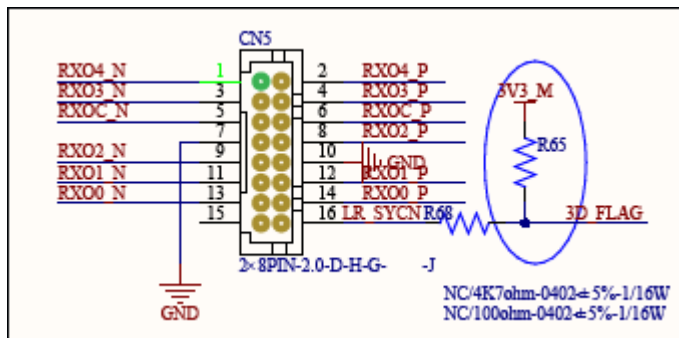 CN5
RXO4_N 1 2 RXO4_P
RXO3_N 3 4 RXO3_P 3V3_M
RXOC_N 5 6 RXOC_P
7 8 RXO2_P R65
RXO2_N 9 10 GND
RXO1_N 11 12 RXO1_P
RXO0_N 13 14 RXO0_P
15 16 LR_SYCN R68 3D_FLAG
2×8PIN-2.0-D-H-G- -J
NC/4K7ohm-0402±5%-1/16W
GND NC/100ohm-0402±5%-1/16W